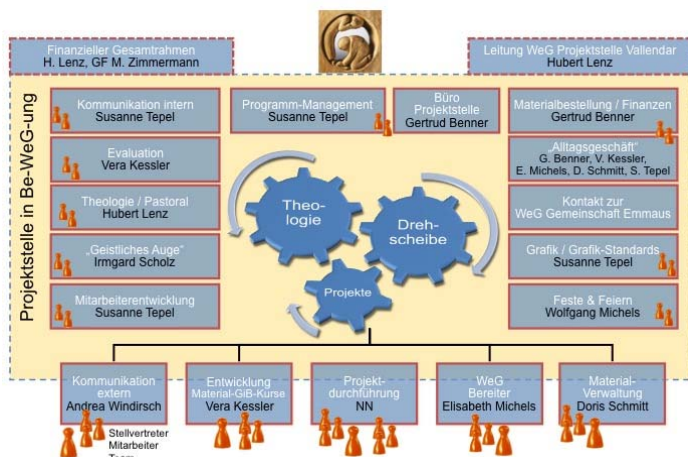 Finanzieller Gesamtrahmen
H. Lenz, GF M. Zimmermann
Leitung WeG Projektstelle Vallendar
Hubert Lenz
Projektstelle in Be-WeG-ung
Kommunikation intern
Susanne Tepel
Programm-Management
Susanne Tepel
Büro
Projektstelle
Gertrud Benner
Materialbestellung / Finanzen
Gertrud Benner
Evaluation
Vera Kessler
„Alltagsgeschäft"
G. Benner, V. Kessler,
E. Michels, D. Schmitt, S. Tepel
Theologie / Pastoral
Hubert Lenz
Kontakt zur
WeG Gemeinschaft Emmaus
„Geistliches Auge"
Irmgard Scholz
Grafik / Grafik-Standards
Susanne Tepel
Mitarbeiterentwicklung
Susanne Tepel
Feste & Feiern
Wolfgang Michels
Theo-
logie
Dreh-
scheibe
Projekte
Kommunikation
extern
Andrea Windirsch
Entwicklung
Material-GlB-Kurse
Vera Kessler
Projekt-
durchführung
NN
WeG
Bereiter
Elisabeth Michels
Material-
Verwaltung
Doris Schmitt
Stellvertreter
Mitarbeiter
Team